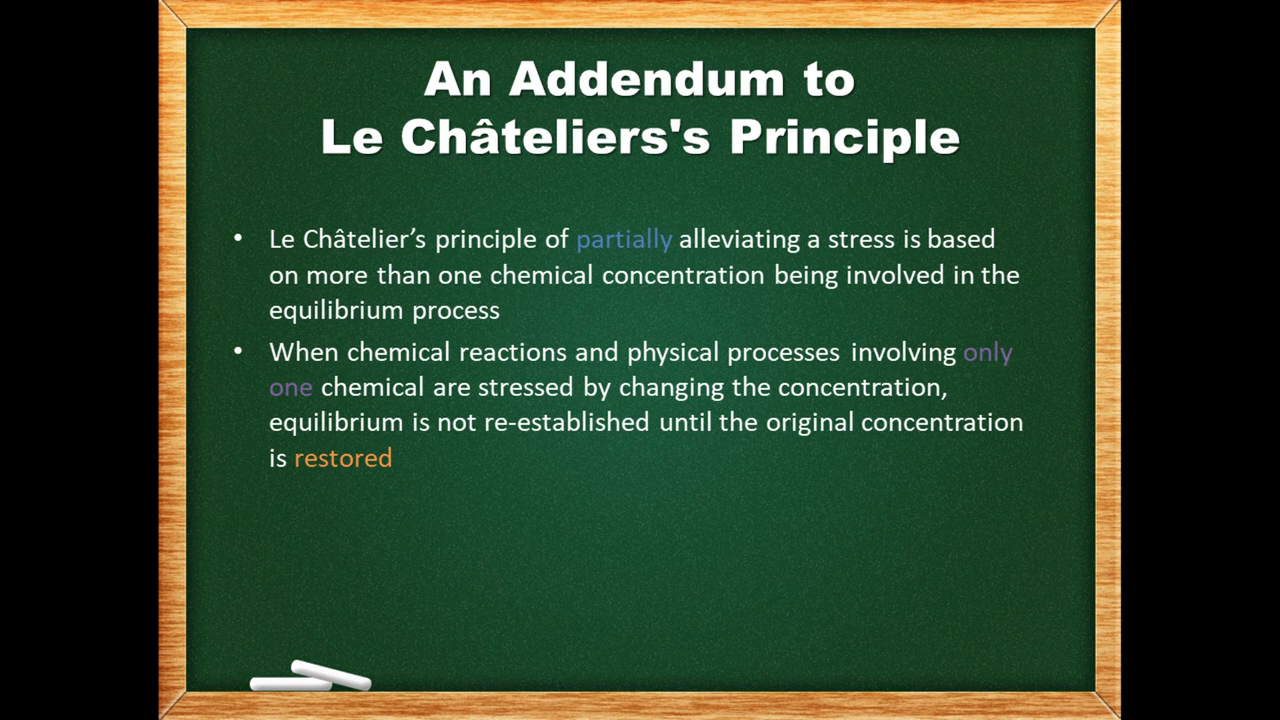 An Addendum to
Le Châteliers's Principle
• Le Châtelier’s principle of partially alleviating a stress is based
on more than one chemical concentration being involved in the
equilibrium process
• When chemical reactions and physical processes involving only
one chemical are stressed by changing the concentration,
equilibrium is not re-established until the original concentration
is restored